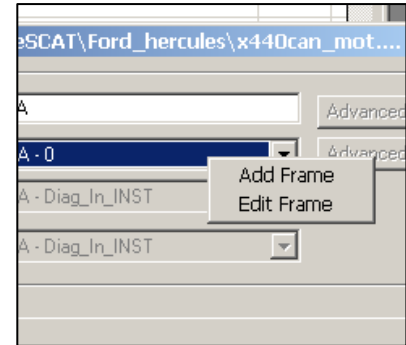 eSCAT\Ford_hercules\x440can_mot....
A
Advanced
A - 0
Advanced
Add Frame
Edit Frame
A - Diag_In_INST
A - Diag_In_INST